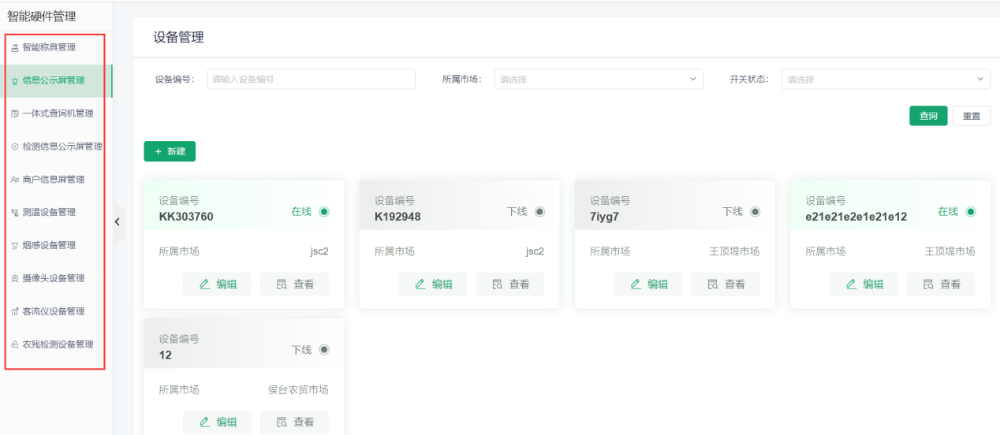 智能硬件管理
智能称具管理
信息公示屏管理
一体式查询机管理
检测信息公示屏管理
商户信息屏管理
测温设备管理
烟感设备管理
摄像头设备管理
客流仪设备管理
农残检测设备管理
设备管理
设备编号: 请输入设备编号 所属市场: 请选择 开关状态: 请选择
查询 重置
+ 新建
设备编号
KK303760 在线
所属市场 jsc2
编辑 查看
设备编号
K192948 下线
所属市场 jsc2
编辑 查看
设备编号
7iyg7 下线
所属市场 王顶堤市场
编辑 查看
设备编号
e21e21e2e1e21e12 在线
所属市场 王顶堤市场
编辑 查看
设备编号
12 下线
所属市场 侯台农贸市场
编辑 查看